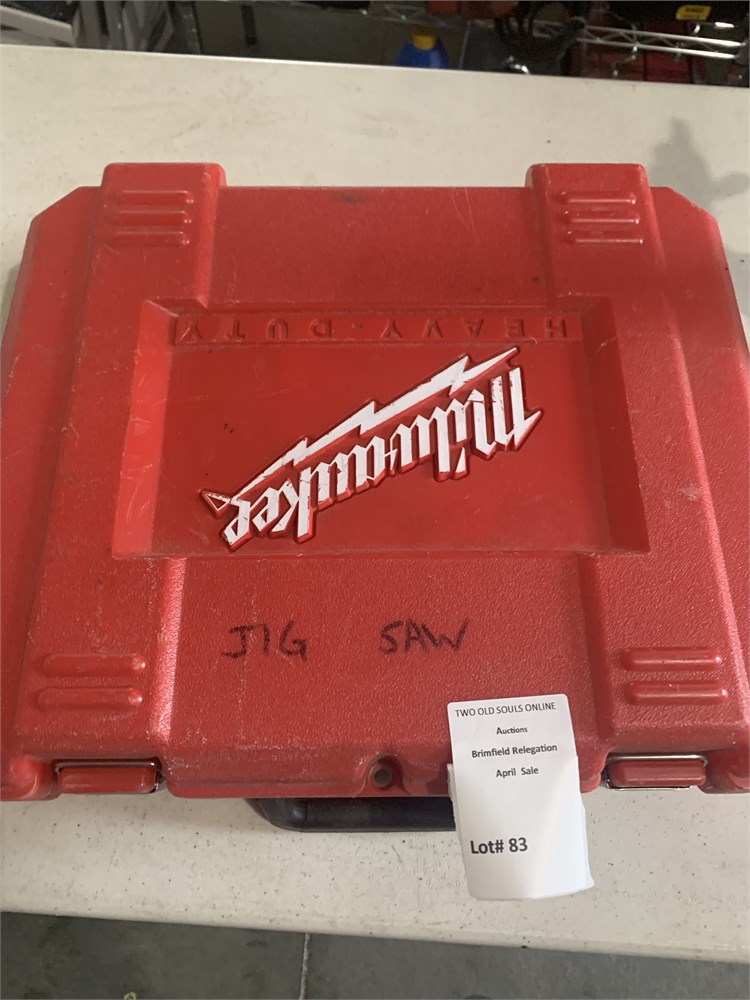 HEAVY-DUTY
Milwaukee
JIG SAW
TWO OLD SOULS ONLINE
Auctions
Brimfield Relegation
April Sale
Lot# 83